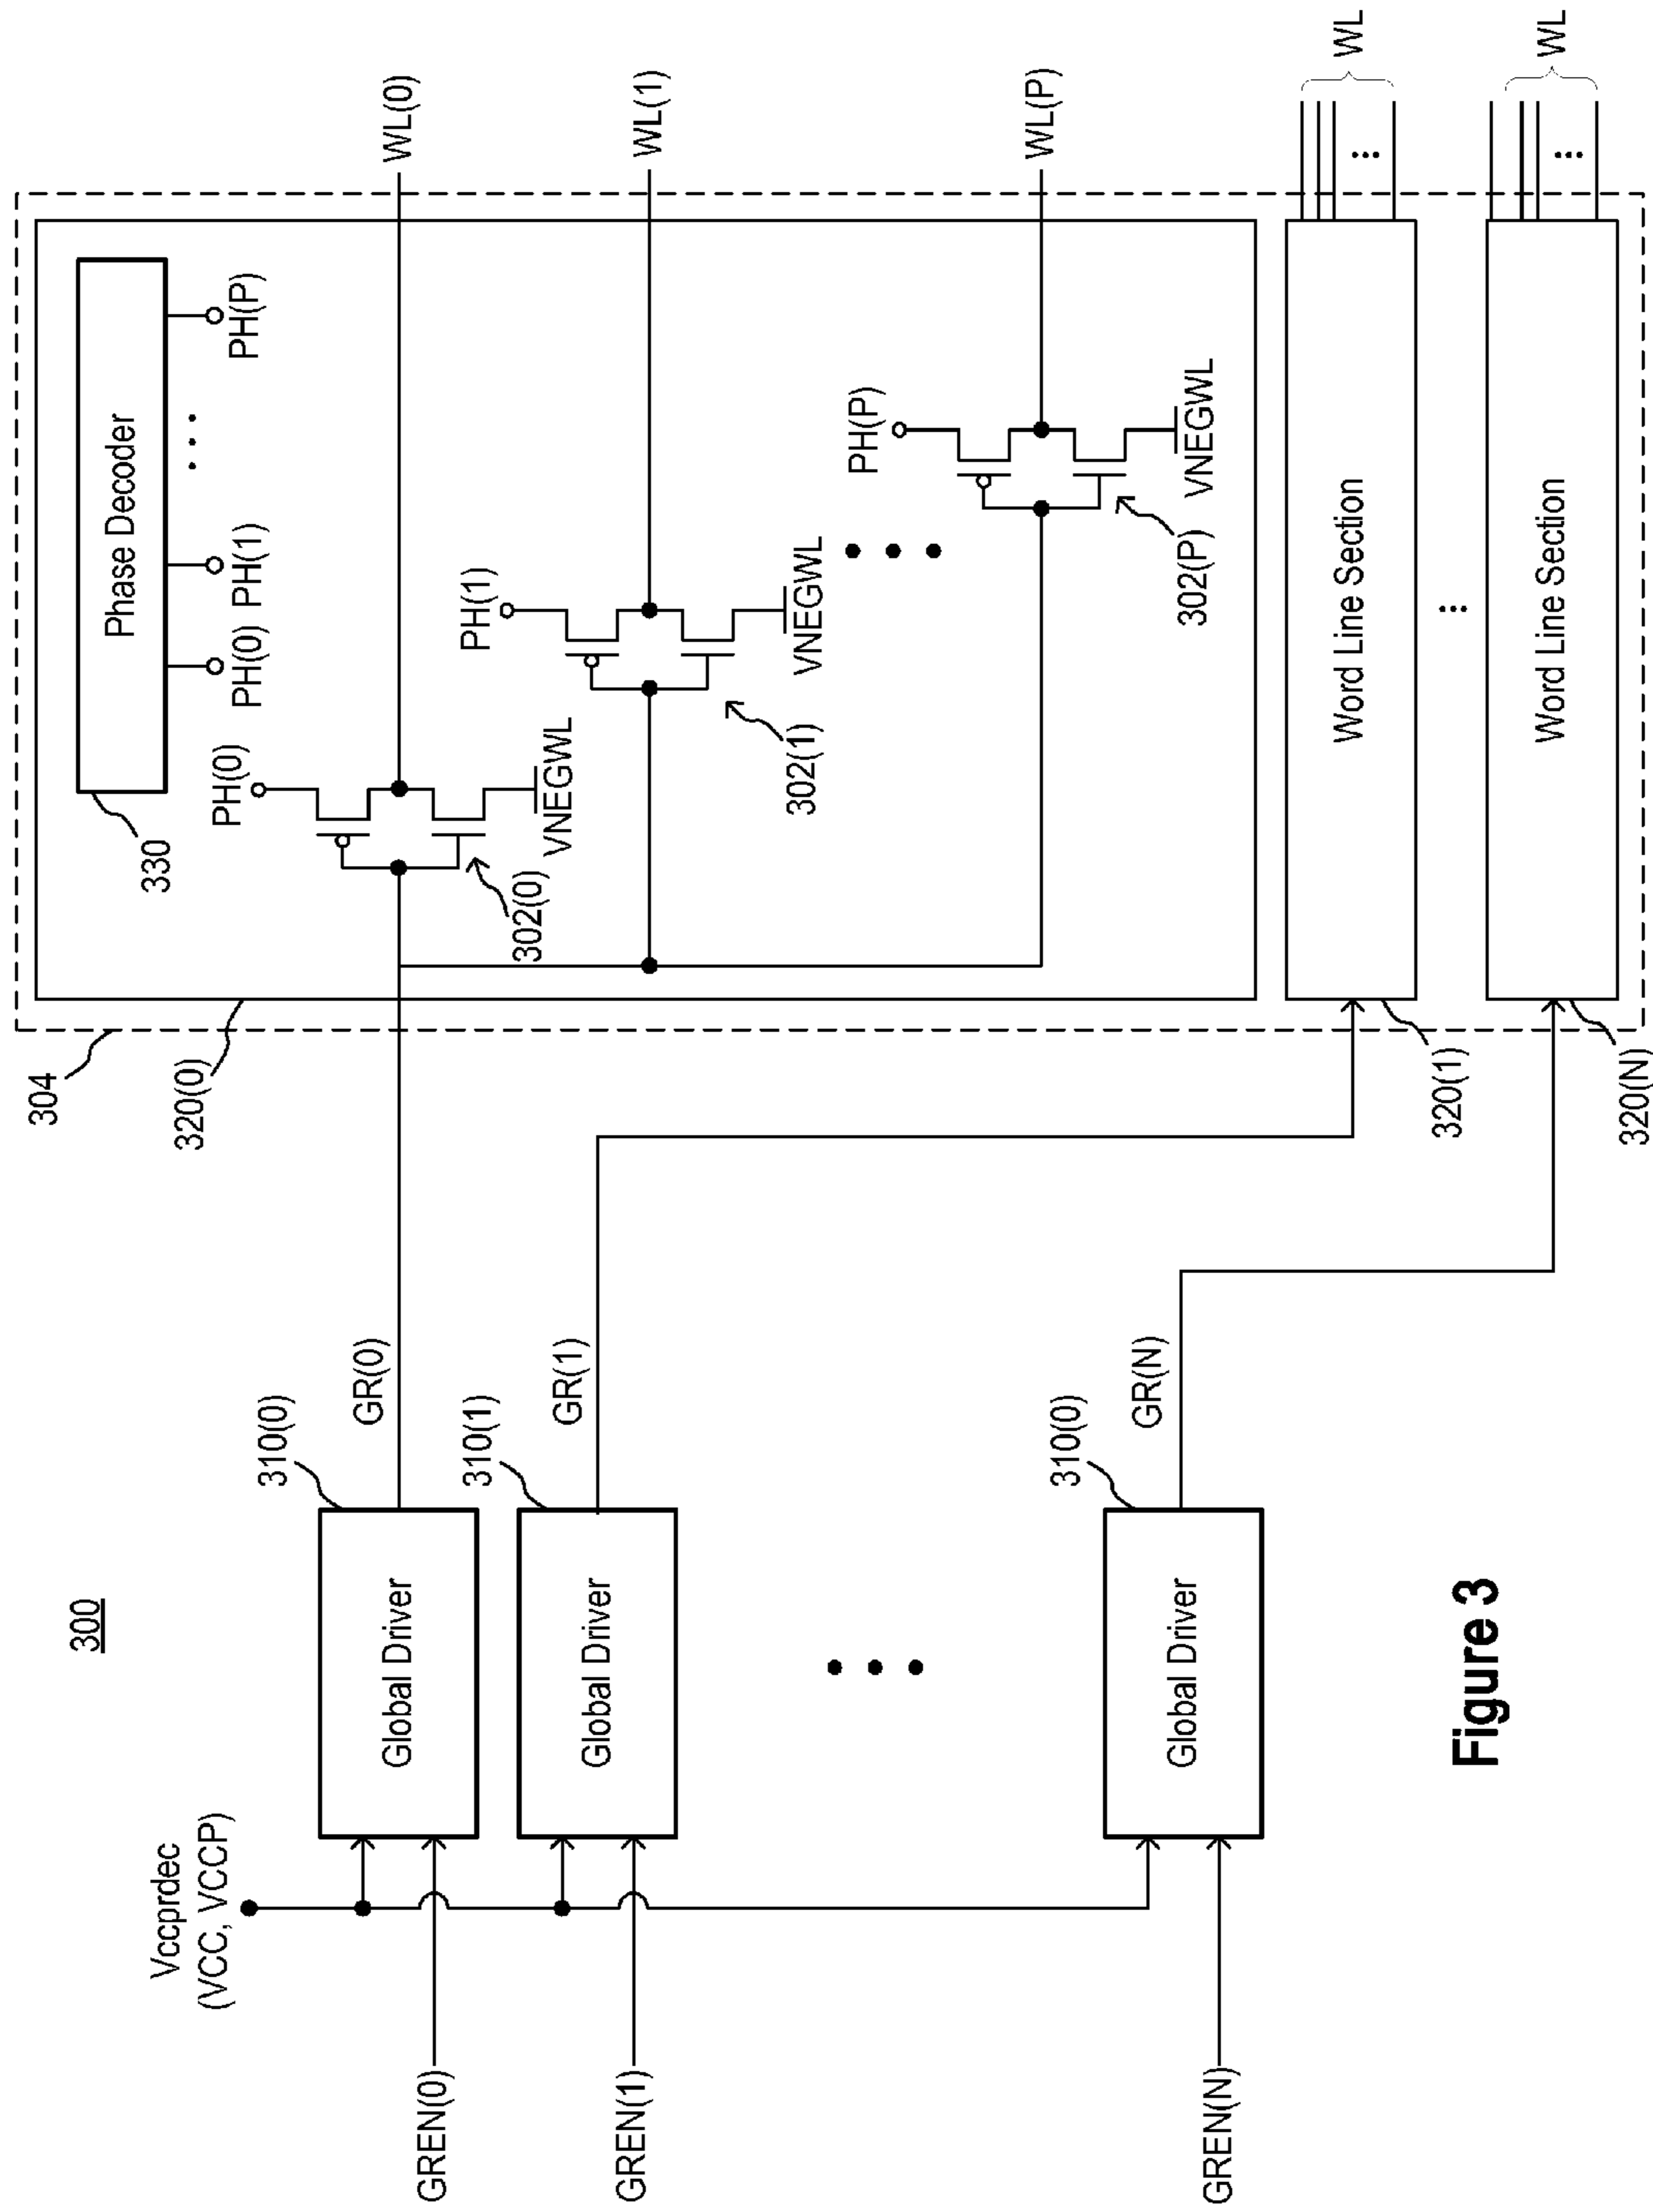 300
Vccprdec
(VCC, VCCP)
GREN(0)
GREN(1)
GREN(N)
Global Driver
310(0)
GR(0)
Global Driver
310(1)
GR(1)
Global Driver
310(0)
GR(N)
304
320(0)
330
Phase Decoder
PH(0) PH(1)
PH(P)
PH(0)
VNEGWL
302(0)
WL(0)
PH(1)
VNEGWL
302(1)
WL(1)
PH(P)
VNEGWL
302(P)
WL(P)
Word Line Section
320(1)
WL
Word Line Section
320(N)
WL
Figure 3